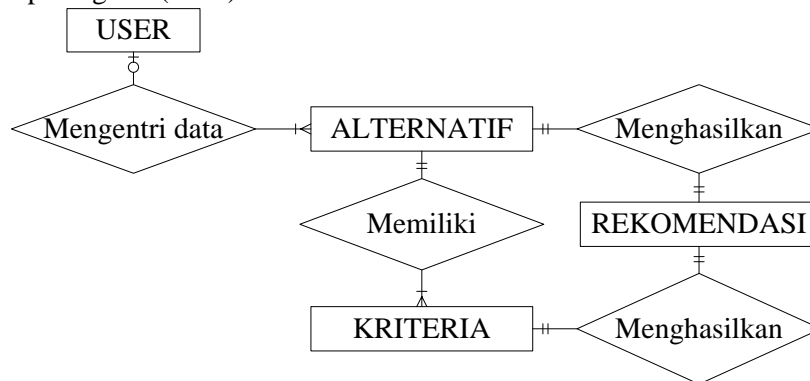 USER
Mengentri data
ALTERNATIF
Menghasilkan
Memiliki
REKOMENDASI
KRITERIA
Menghasilkan